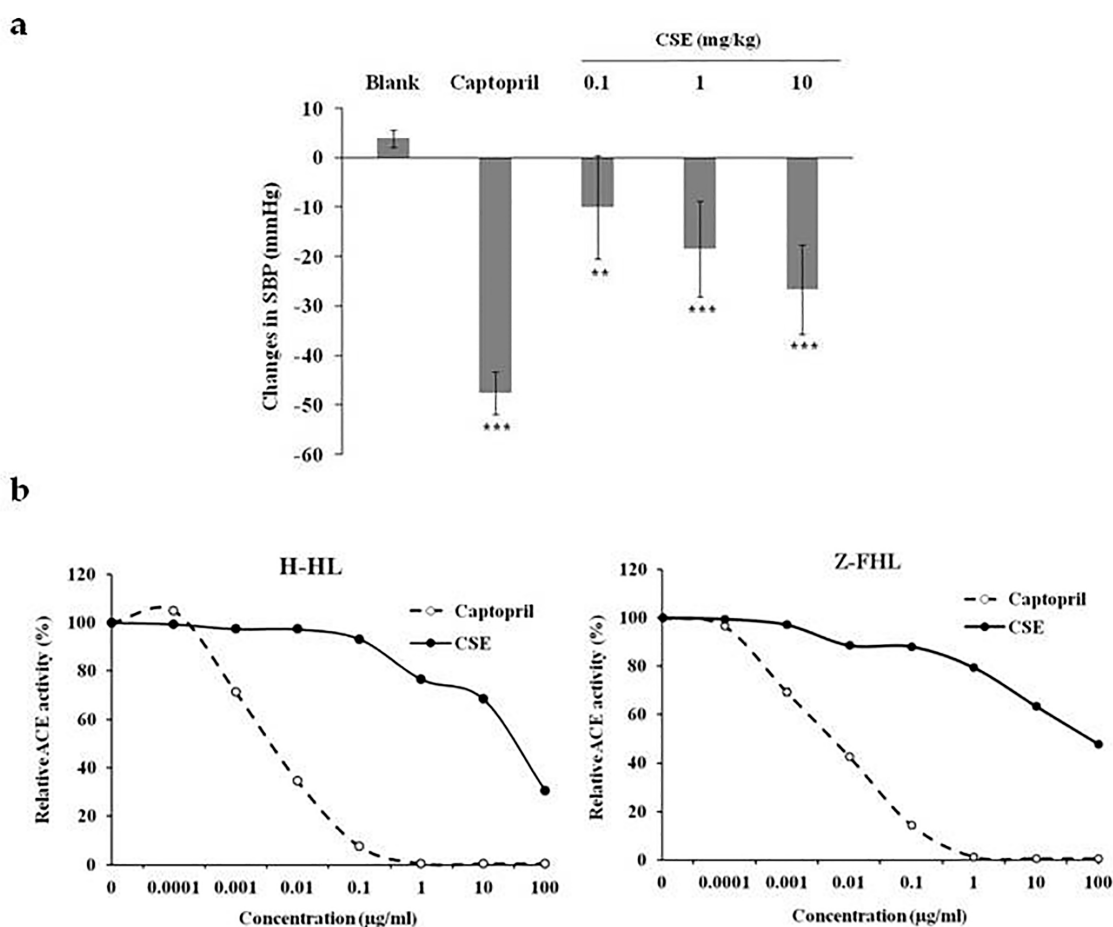 a
CSE (mg/kg)
Blank Captopril 0.1 1 10
10
0
-10
-20
-30
-40
-50
-60
Changes in SBP (mmHg)
**
***
***
***
b
H-HL
120
100
80
60
40
20
0
Relative ACE activity (%)
Captopril
CSE
0 0.0001 0.001 0.01 0.1 1 10 100
Concentration (μg/ml)
Z-FHL
120
100
80
60
40
20
0
Relative ACE activity (%)
Captopril
CSE
0 0.0001 0.001 0.01 0.1 1 10 100
Concentration (μg/ml)